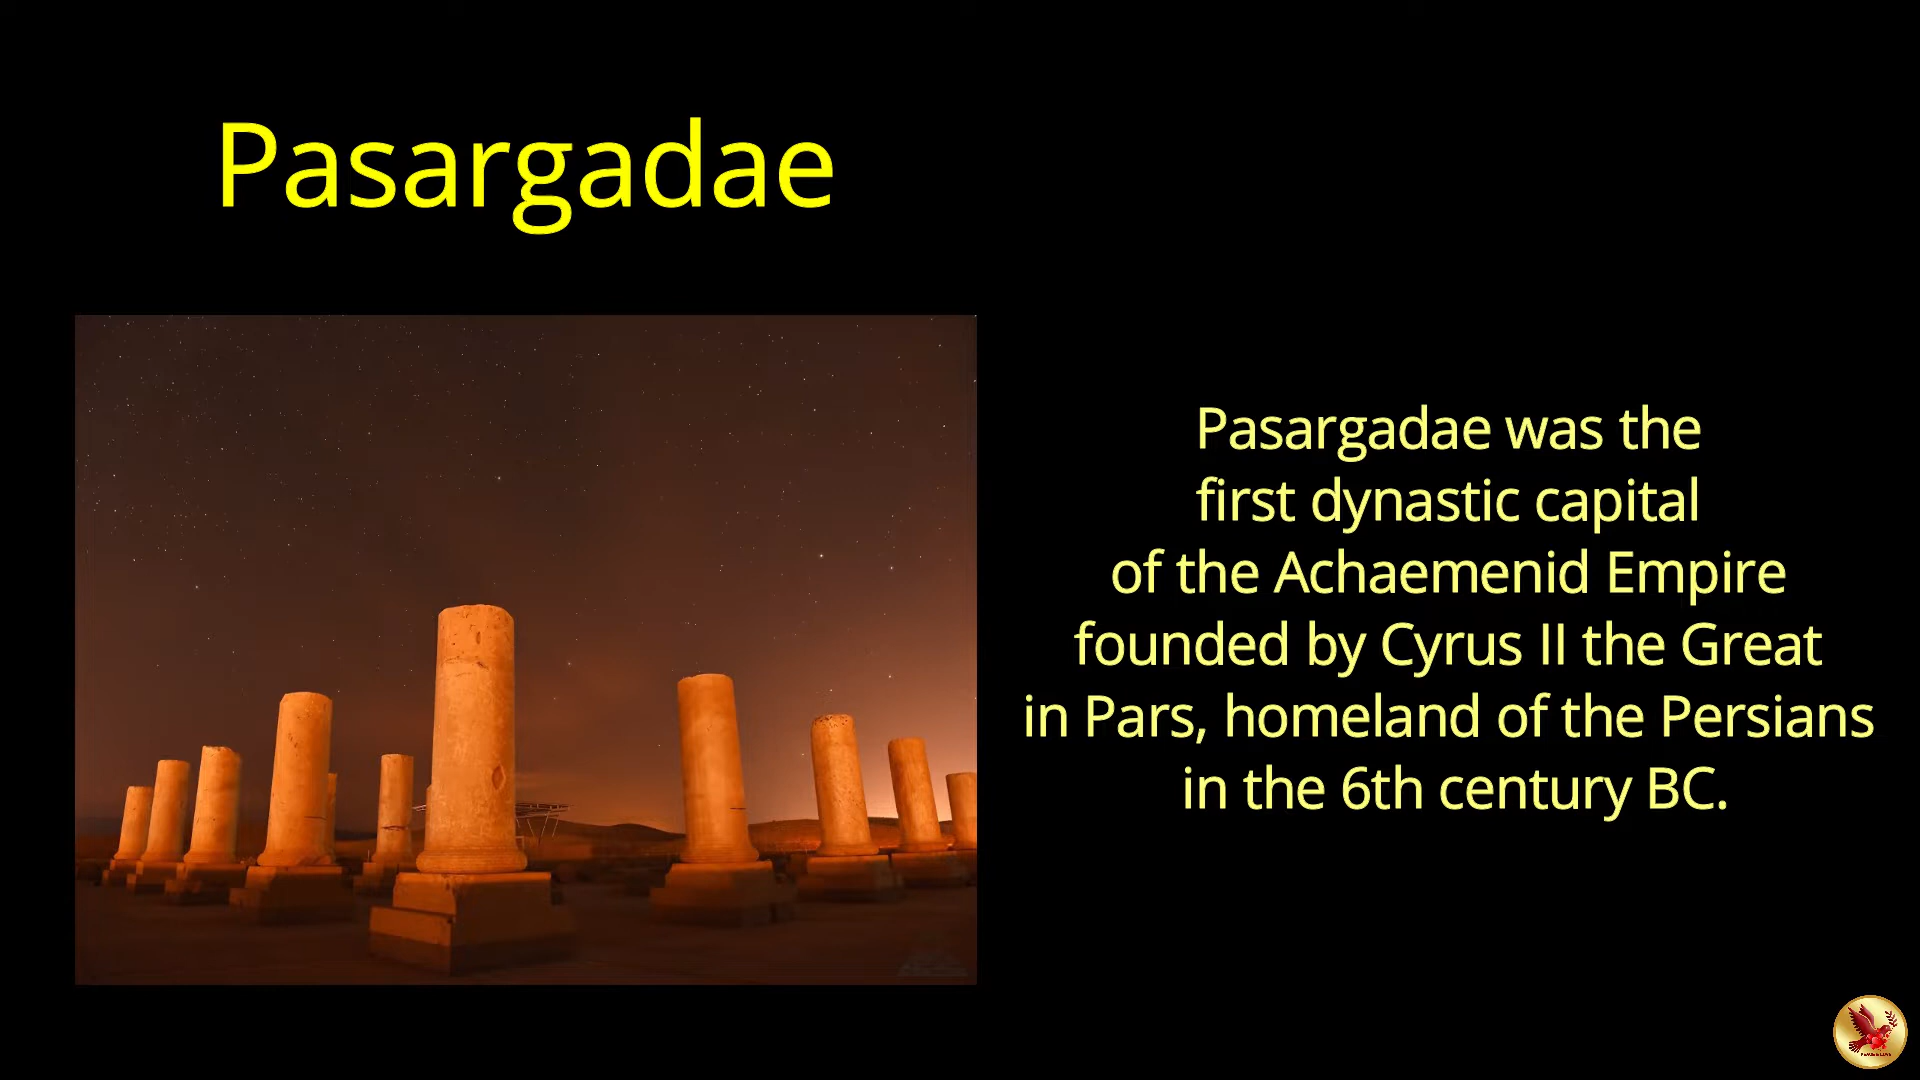 Pasargadae
Pasargadae was the
first dynastic capital
of the Achaemenid Empire
founded by Cyrus II the Great
in Pars, homeland of the Persians
in the 6th century BC.